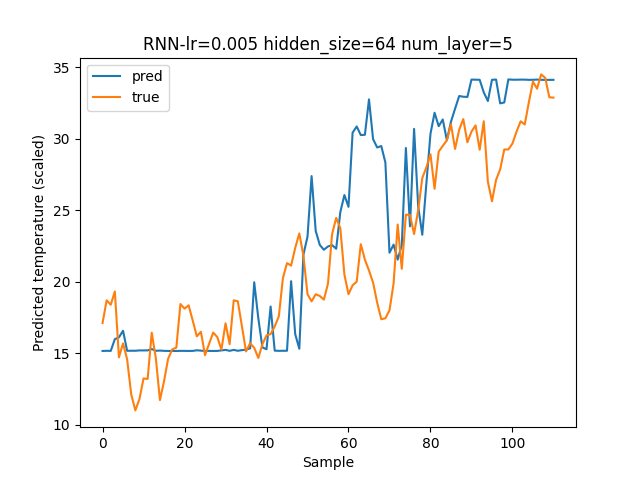 RNN-lr=0.005 hidden_size=64 num_layer=5
pred
true
35
30
25
20
15
10
Predicted temperature (scaled)
0
20
40
60
80
100
Sample